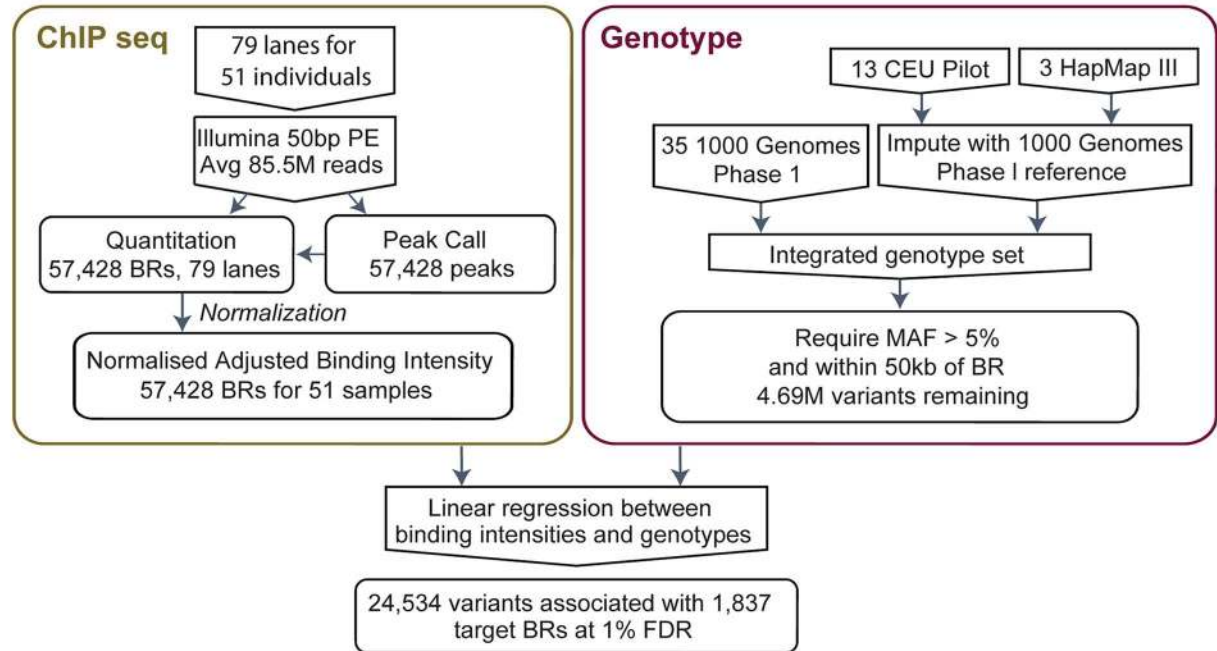 ChIP seq
79 lanes for
51 individuals
Illumina 50bp PE
Avg 85.5M reads
Quantitation
57,428 BRs, 79 lanes
Peak Call
57,428 peaks
Normalization
Normalised Adjusted Binding Intensity
57,428 BRs for 51 samples
Genotype
13 CEU Pilot
3 HapMap III
35 1000 Genomes
Phase 1
Impute with 1000 Genomes
Phase I reference
Integrated genotype set
Require MAF > 5%
and within 50kb of BR
4.69M variants remaining
Linear regression between
binding intensities and genotypes
24,534 variants associated with 1,837
target BRs at 1% FDR